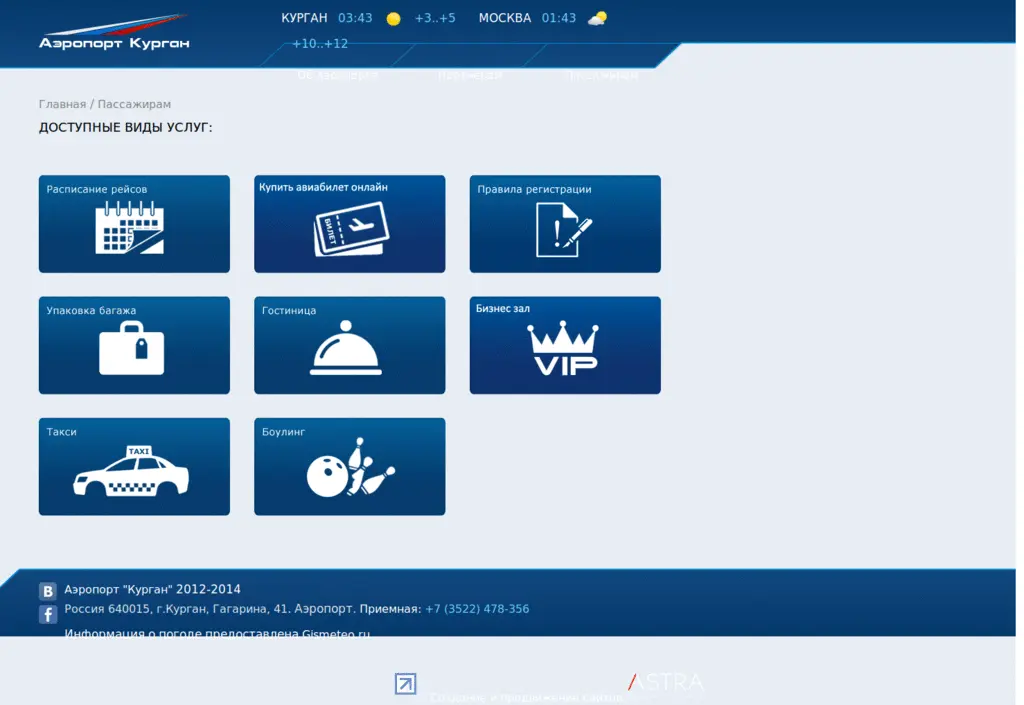 Аэропорт Курган
КУРГАН 03:43 +3..+5 МОСКВА 01:43
+10..+12
Об аэропорте Партнерам Пассажирам
Главная / Пассажирам
ДОСТУПНЫЕ ВИДЫ УСЛУГ:
Расписание рейсов
Купить авиабилет онлайн
БИЛЕТ
Правила регистрации
Упаковка багажа
Гостиница
Бизнес зал
VIP
Такси
TAXI
Боулинг
B
Аэропорт "Курган" 2012-2014
f
Россия 640015, г.Курган, Гагарина, 41. Аэропорт. Приемная: +7 (3522) 478-356
Информация о погоде предоставлена Gismeteo.ru
ASTRA
Создание и продвижение сайтов